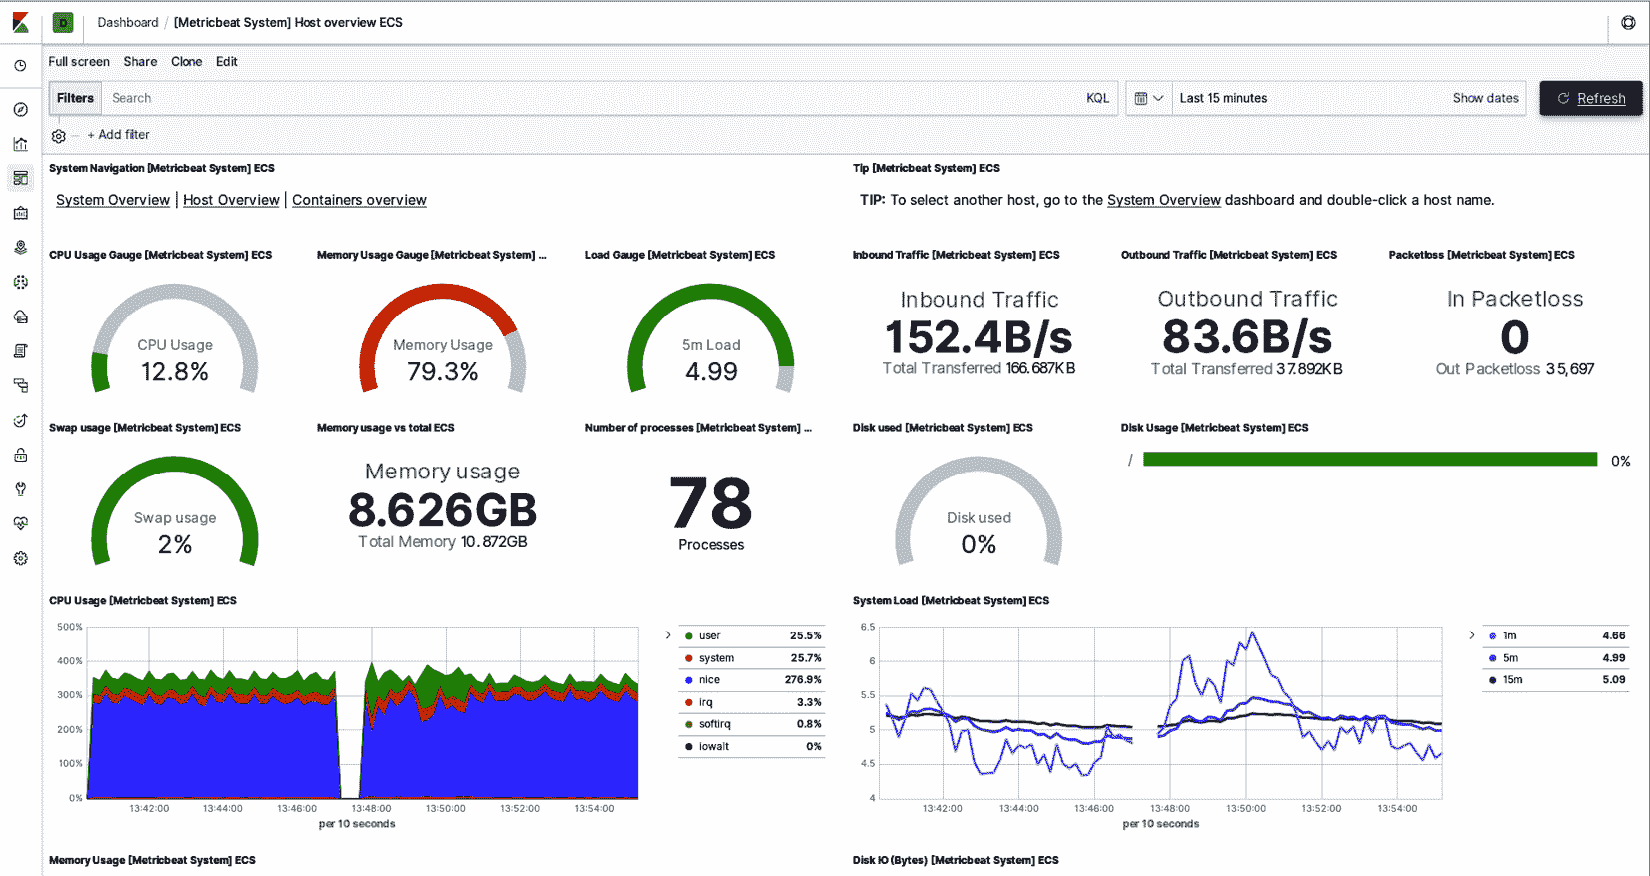 Dashboard / [Metricbeat System] Host overview ECS
Full screen Share Clone Edit
Filters Search KQL Last 15 minutes Show dates Refresh
+ Add filter
System Navigation [Metricbeat System] ECS
System Overview | Host Overview | Containers overview
Tip [Metricbeat System] ECS
TIP: To select another host, go to the System Overview dashboard and double-click a host name.
CPU Usage Gauge [Metricbeat System] ECS
CPU Usage
12.8%
Memory Usage Gauge [Metricbeat System] ...
Memory Usage
79.3%
Load Gauge [Metricbeat System] ECS
5m Load
4.99
Inbound Traffic [Metricbeat System] ECS
Inbound Traffic
152.4B/s
Total Transferred 166.687KB
Outbound Traffic [Metricbeat System] ECS
Outbound Traffic
83.6B/s
Total Transferred 37.892KB
Packetloss [Metricbeat System] ECS
In Packetloss
0
Out Packetloss 35,697
Swap usage [Metricbeat System] ECS
Swap usage
2%
Memory usage vs total ECS
Memory usage
8.626GB
Total Memory 10.872GB
Number of processes [Metricbeat System] ...
78
Processes
Disk used [Metricbeat System] ECS
Disk used
0%
Disk Usage [Metricbeat System] ECS
/ 0%
CPU Usage [Metricbeat System] ECS
500%
400%
300%
200%
100%
0%
13:42:00 13:44:00 13:46:00 13:48:00 13:50:00 13:52:00 13:54:00
per 10 seconds
user 25.5%
system 25.7%
nice 276.9%
irq 3.3%
softirq 0.8%
iowait 0%
System Load [Metricbeat System] ECS
6.5
6
5.5
5
4.5
4
13:42:00 13:44:00 13:46:00 13:48:00 13:50:00 13:52:00 13:54:00
per 10 seconds
1m 4.66
5m 4.99
15m 5.09
Memory Usage [Metricbeat System] ECS
Disk IO (Bytes) [Metricbeat System] ECS